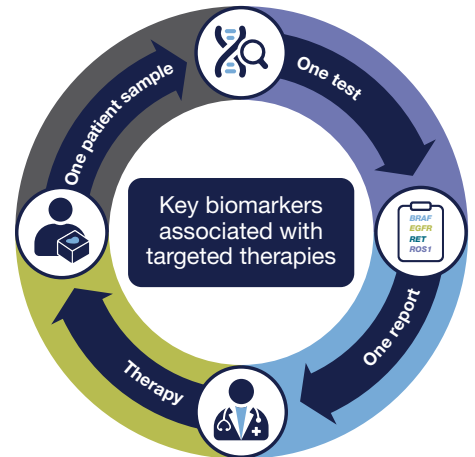 One patient sample
One test
Key biomarkers
associated with
targeted therapies
BRAF
EGFR
RET
ROS1
One report
Therapy